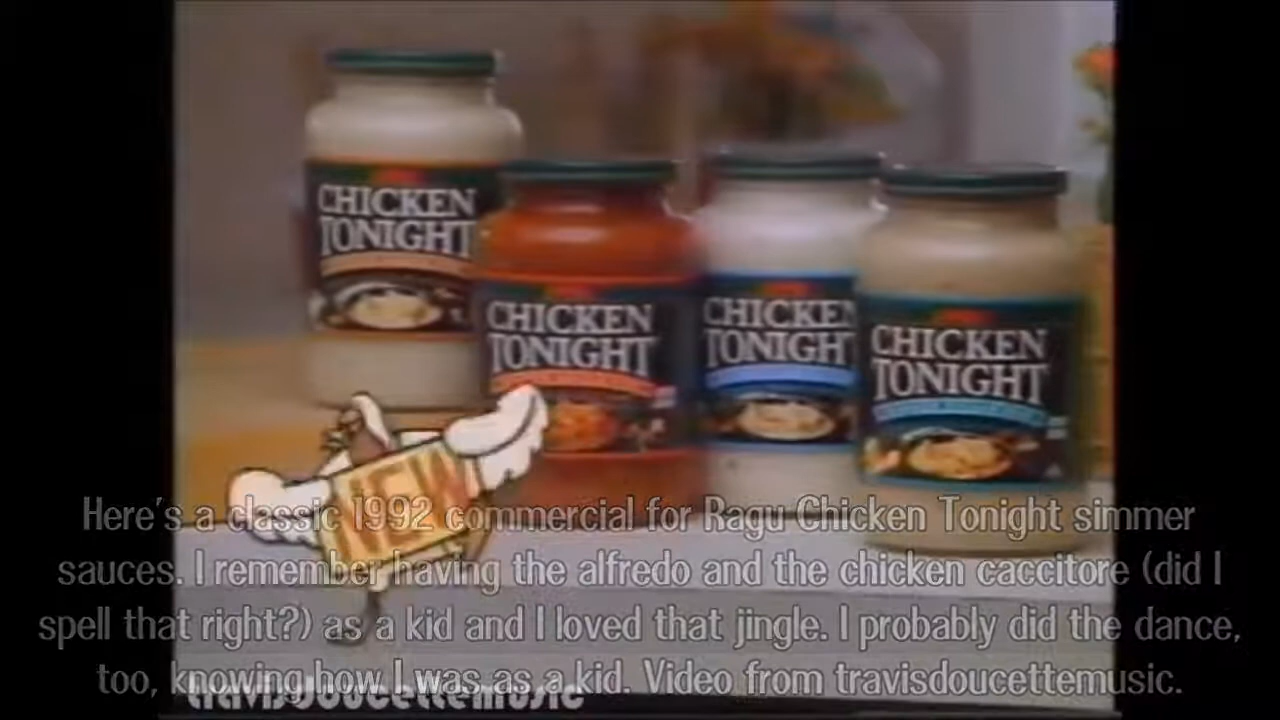 CHICKEN
TONIGHT
CHICKEN
TONIGHT
CHICKEN
TONIGHT
CHICKEN
TONIGHT
NEW
Here's a classic 1992 commercial for Ragu Chicken Tonight simmer
sauces. I remember having the alfredo and the chicken caccitore (did I
spell that right?) as a kid and I loved that jingle. I probably did the dance,
too, knowing how I was as a kid. Video from travisdoucettemusic.
travisdoucettemusic